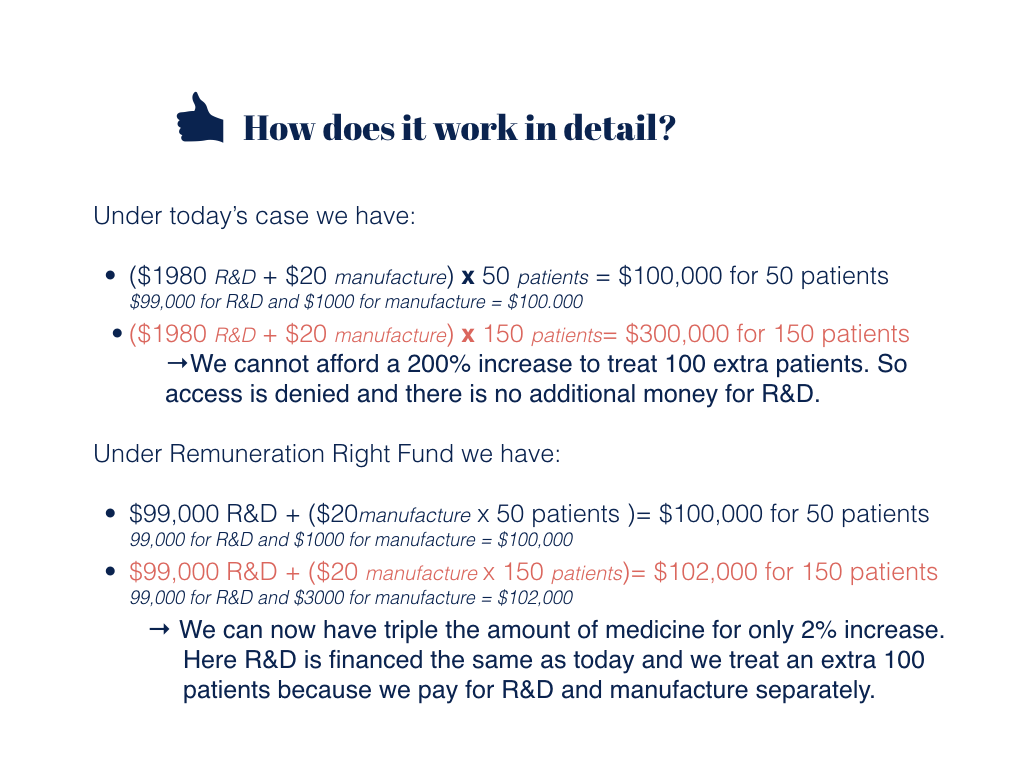 How does it work in detail?
Under today’s case we have:
• ($1980 R&D + $20 manufacture) x 50 patients = $100,000 for 50 patients
$99,000 for R&D and $1000 for manufacture = $100.000
• ($1980 R&D + $20 manufacture) x 150 patients= $300,000 for 150 patients
→We cannot afford a 200% increase to treat 100 extra patients. So
access is denied and there is no additional money for R&D.
Under Remuneration Right Fund we have:
• $99,000 R&D + ($20manufacture x 50 patients )= $100,000 for 50 patients
99,000 for R&D and $1000 for manufacture = $100,000
• $99,000 R&D + ($20 manufacture x 150 patients)= $102,000 for 150 patients
99,000 for R&D and $3000 for manufacture = $102,000
→ We can now have triple the amount of medicine for only 2% increase.
Here R&D is financed the same as today and we treat an extra 100
patients because we pay for R&D and manufacture separately.